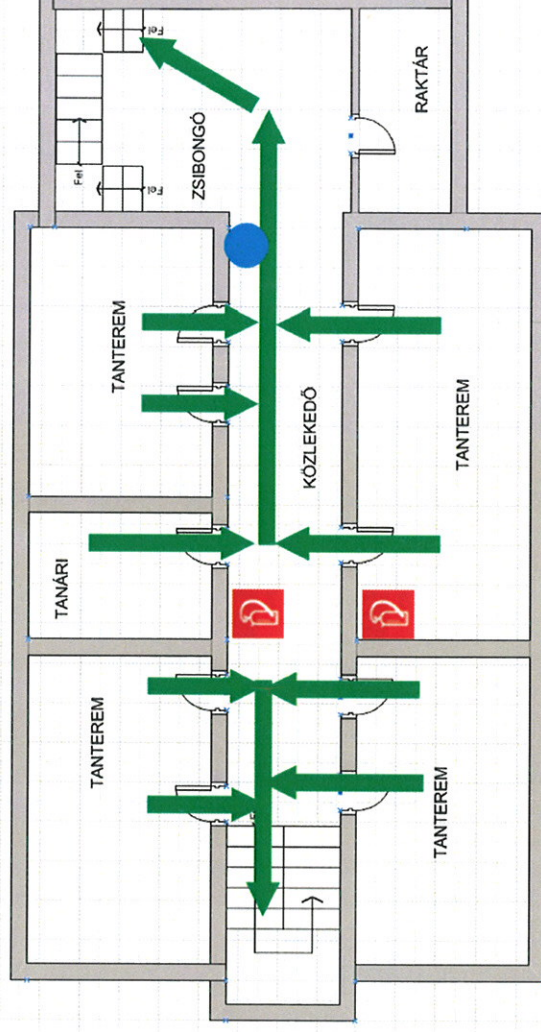 Fel
RAKTÁR
Fel
ZSIBONGÓ
Fel
TANTEREM
KÖZLEKEDŐ
TANTEREM
TANÁRI
TANTEREM
TANTEREM